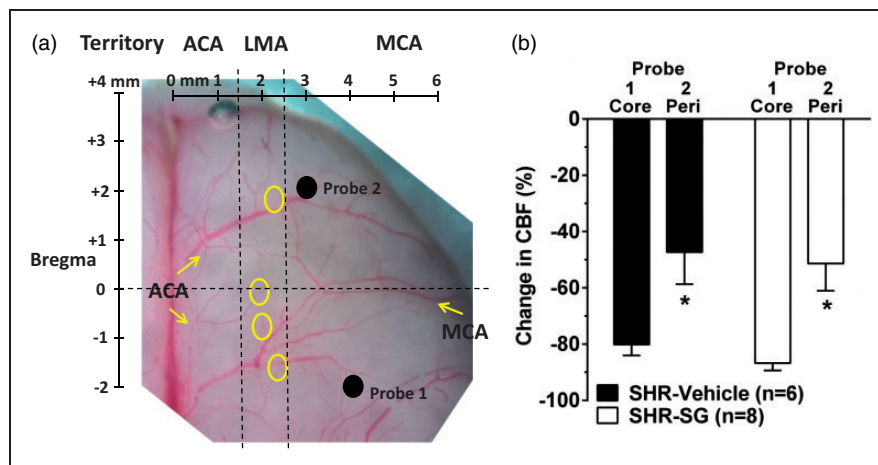 (a)
Territory ACA LMA MCA
+4 mm 0 mm 1 2 3 4 5 6
+3
+2
Probe 2
+1
Bregma
0
ACA
MCA
-1
-2
Probe 1
(b)
Probe Probe
1 2 1 2
Core Peri Core Peri
0
-20
-40
-60
-80
-100
Change in CBF (%)
* *
SHR-Vehicle (n=6)
SHR-SG (n=8)